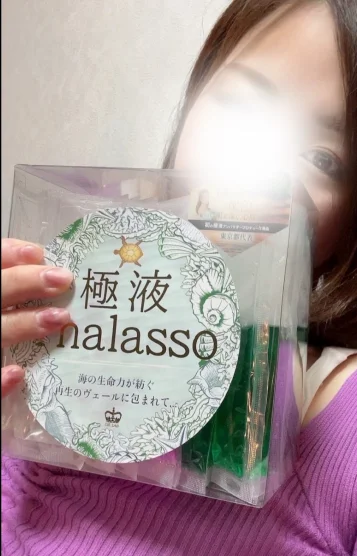 極液
halasso
海の生命力が紡ぐ
再生のヴェールに包まれて…